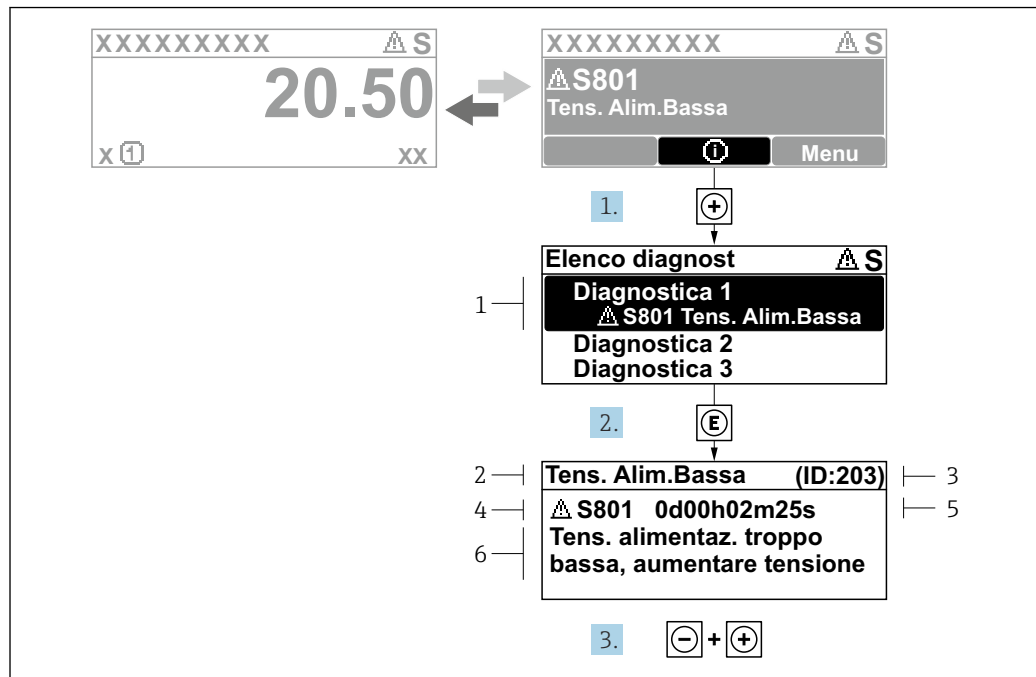 XXXXXXXXX ⚠ S
20.50
X ① XX
XXXXXXXXX ⚠ S
⚠ S801
Tens. Alim.Bassa
ⓘ Menu
1. +
Elenco diagnost ⚠ S
1
Diagnostica 1
⚠ S801 Tens. Alim.Bassa
Diagnostica 2
Diagnostica 3
2. E
2 Tens. Alim.Bassa (ID:203) 3
4 ⚠ S801 0d00h02m25s 5
6
Tens. alimentaz. troppo
bassa, aumentare tensione
3. - + +